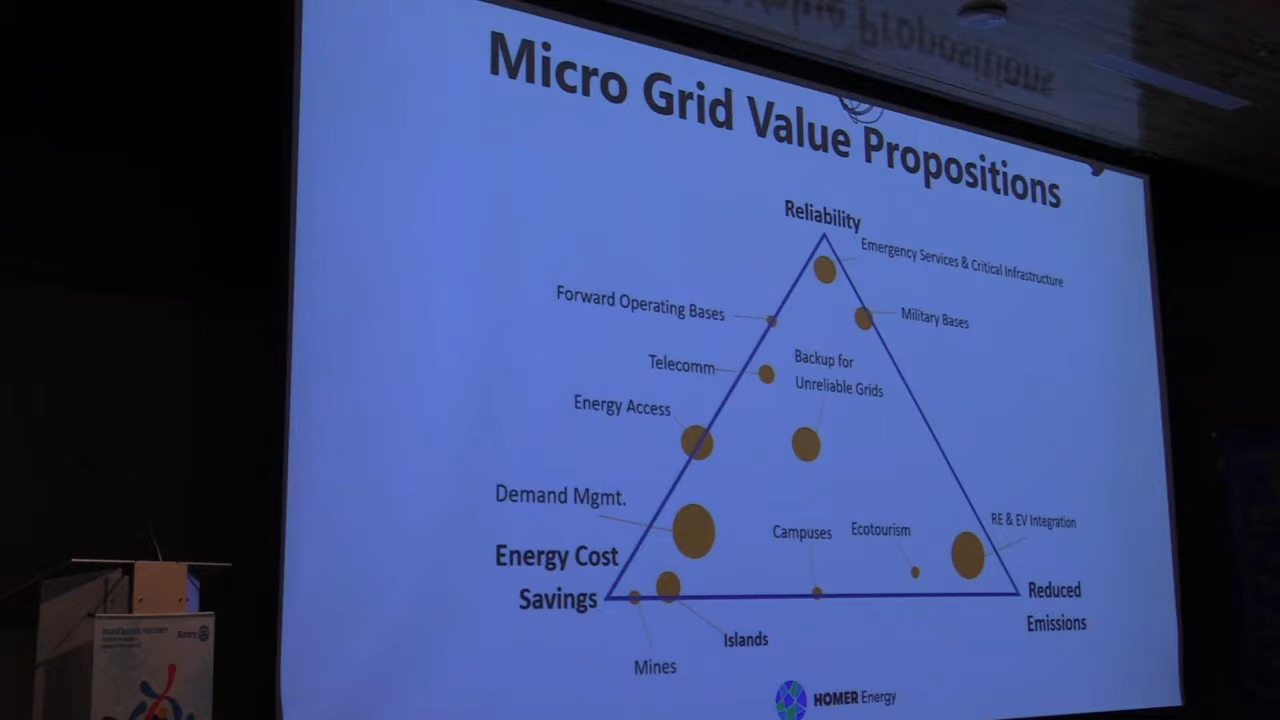 Micro Grid Value Propositions
Reliability
Emergency Services & Critical Infrastructure
Forward Operating Bases
Military Bases
Telecomm
Backup for
Unreliable Grids
Energy Access
Demand Mgmt.
Campuses
Ecotourism
RE & EV Integration
Energy Cost
Savings
Reduced
Emissions
Islands
Mines
HOMER Energy
Rotary